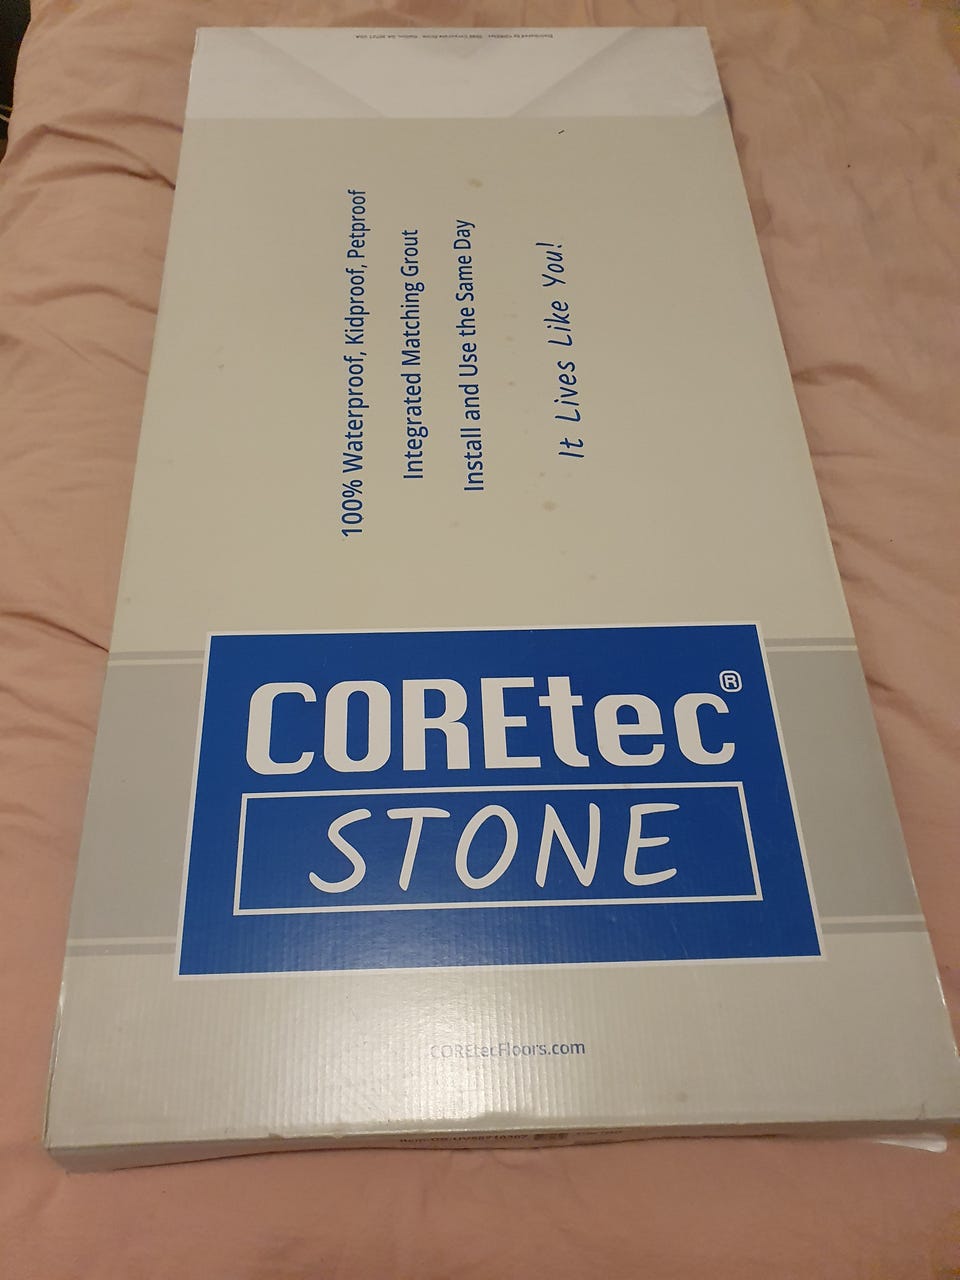 100% Waterproof, Kidproof, Petproof
Integrated Matching Grout
Install and Use the Same Day
It Lives Like You!
COREtec®
STONE
COREtecFloors.com